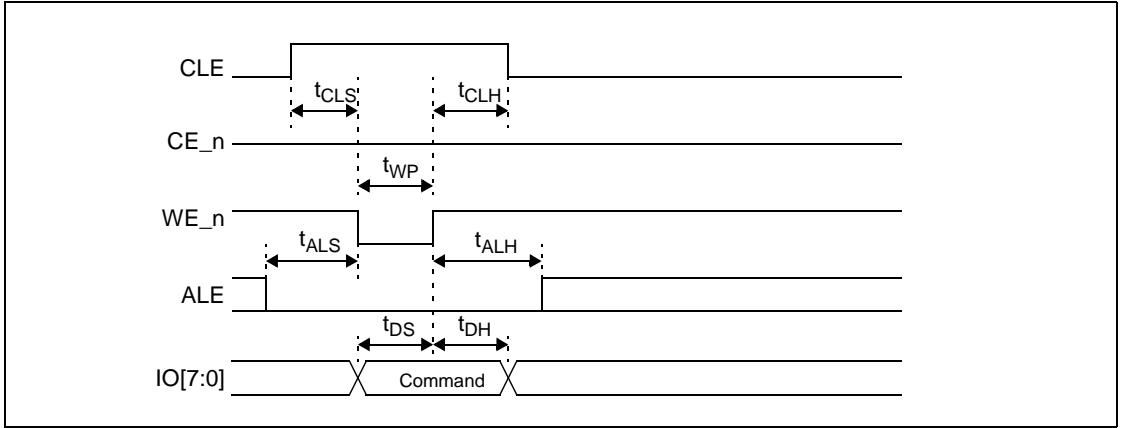 CLE
tCLS
tCLH
CE_n
tWP
WE_n
tALS
tALH
ALE
tDS
tDH
IO[7:0]
Command